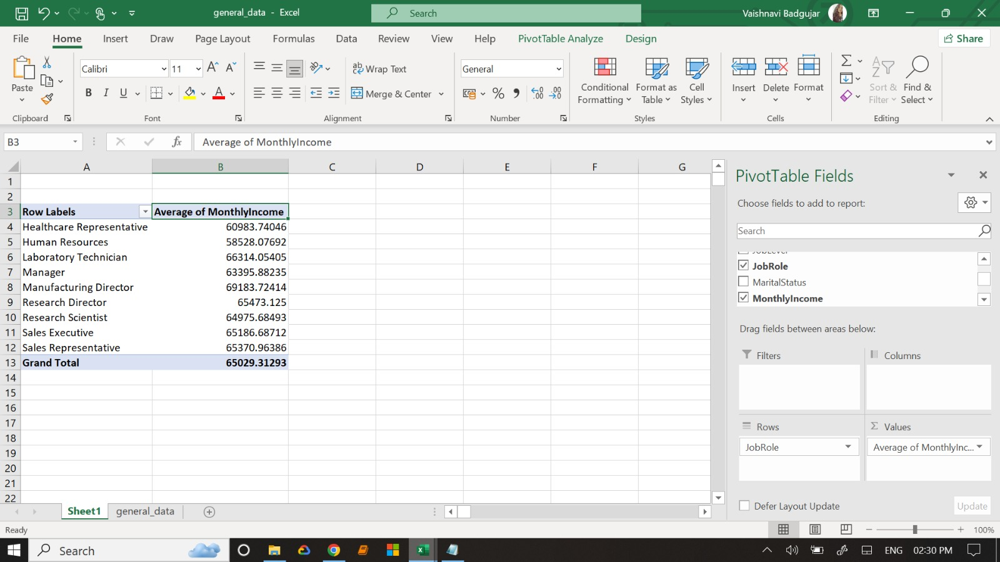 general_data - Excel
Search
Vaishnavi Badgujar
File Home Insert Draw Page Layout Formulas Data Review View Help PivotTable Analyze Design Share
Paste
Clipboard
Calibri 11
B I U
Font
Wrap Text
Merge & Center
Alignment
General
Number
Conditional Formatting
Format as Table
Cell Styles
Styles
Insert Delete Format
Cells
Sort & Filter
Find & Select
Editing
B3 fx Average of MonthlyIncome
A B C D E F G
1
2
3 Row Labels Average of MonthlyIncome
4 Healthcare Representative 60983.74046
5 Human Resources 58528.07692
6 Laboratory Technician 66314.05405
7 Manager 63395.88235
8 Manufacturing Director 69183.72414
9 Research Director 65473.125
10 Research Scientist 64975.68493
11 Sales Executive 65186.68712
12 Sales Representative 65370.96386
13 Grand Total 65029.31293
14
15
16
17
18
19
20
21
22
PivotTable Fields
Choose fields to add to report:
Search
JobRole
MaritalStatus
MonthlyIncome
Drag fields between areas below:
Filters
Columns
Rows
Values
JobRole
Average of MonthlyInc...
Defer Layout Update Update
Sheet1 general_data
Ready
100%
Search
ENG 02:30 PM